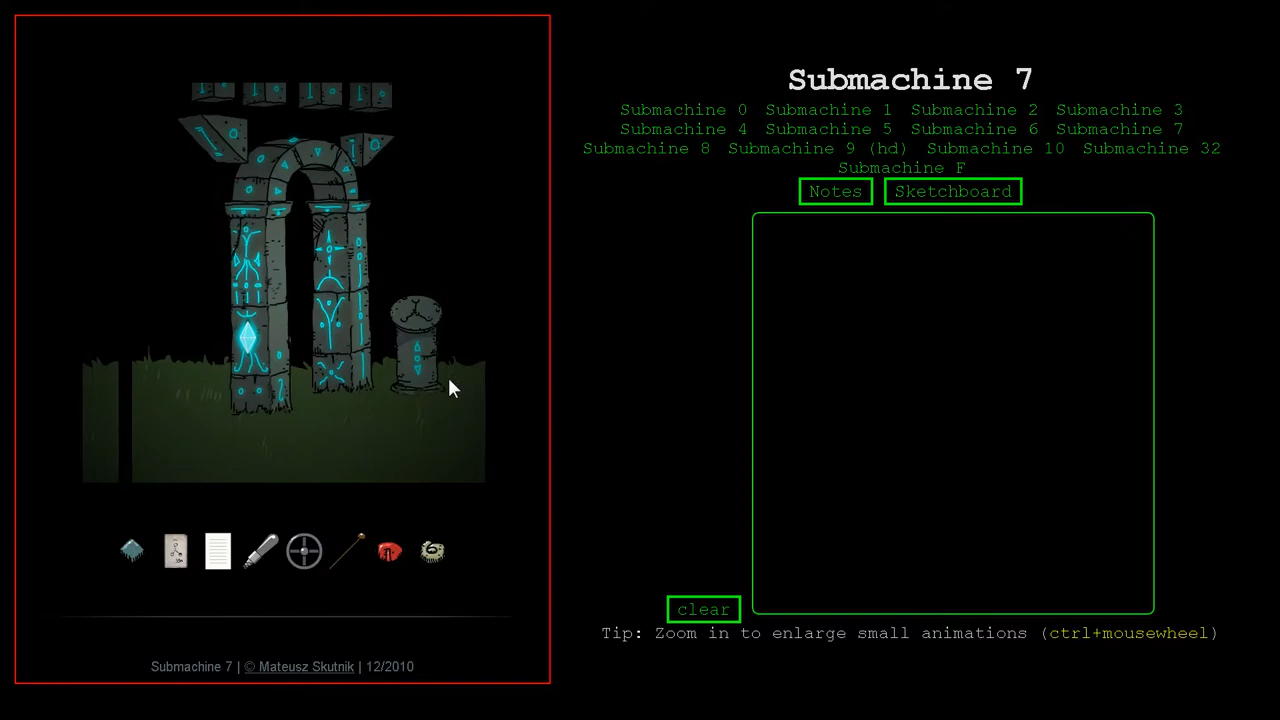 Submachine 7
Submachine 0 Submachine 1 Submachine 2 Submachine 3
Submachine 4 Submachine 5 Submachine 6 Submachine 7
Submachine 8 Submachine 9 (hd) Submachine 10 Submachine 32
Submachine F
Notes Sketchboard
6
clear
Tip: Zoom in to enlarge small animations (ctrl+mousewheel)
Submachine 7 | © Mateusz Skutnik | 12/2010